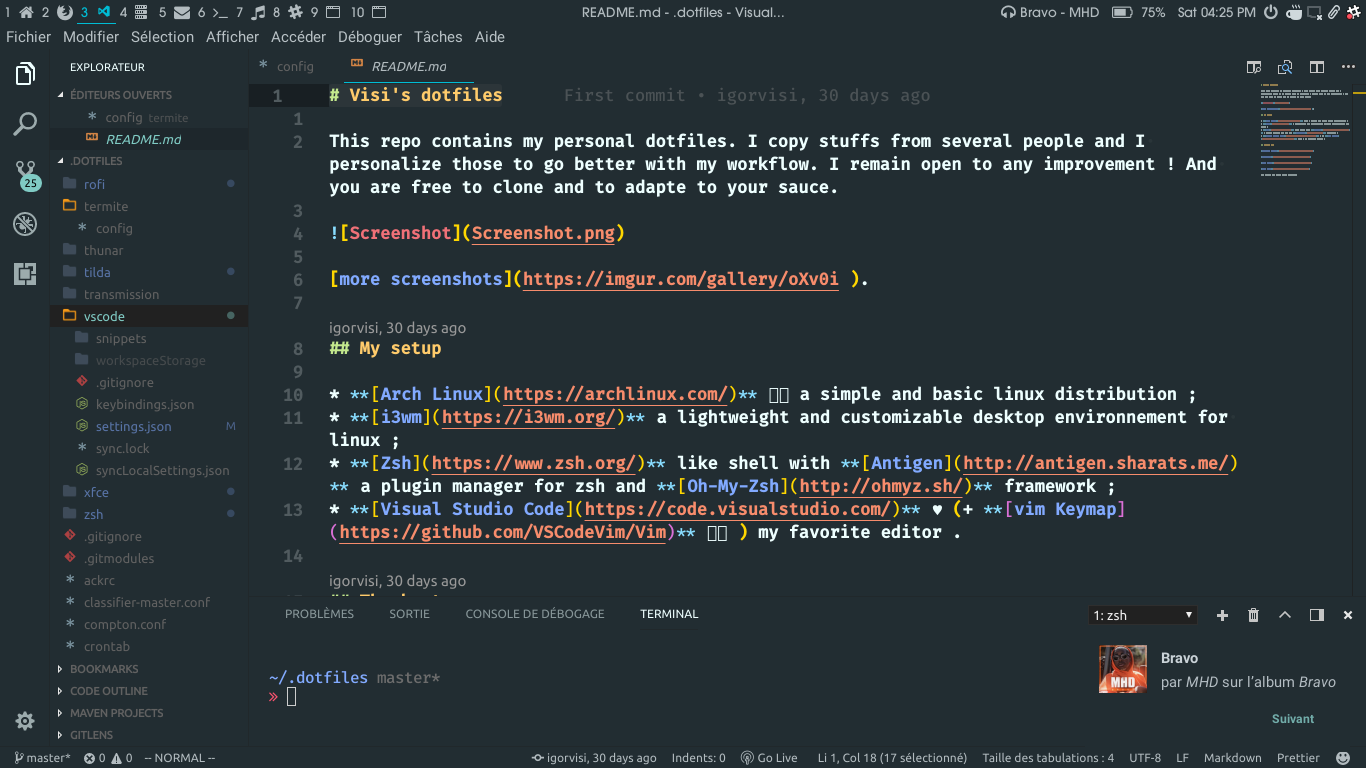 1 2 3 4 5 6 7 8 9 10 README.md - .dotfiles - Visual... Bravo - MHD 75% Sat 04:25 PM
Fichier Modifier Sélection Afficher Accéder Déboguer Tâches Aide
EXPLORATEUR
ÉDITEURS OUVERTS
* config termite
README.md
.DOTFILES
rofi
termite
* config
thunar
tilda
transmission
vscode
snippets
workspaceStorage
.gitignore
keybindings.json
settings.json M
* sync.lock
syncLocalSettings.json
xfce
zsh
.gitignore
.gitmodules
* ackrc
* classifier-master.conf
* compton.conf
* crontab
BOOKMARKS
CODE OUTLINE
MAVEN PROJECTS
GITLENS
25
* config README.md
1 # Visi's dotfiles First commit • igorvisi, 30 days ago
1
2 This repo contains my personal dotfiles. I copy stuffs from several people and I
personalize those to go better with my workflow. I remain open to any improvement ! And
you are free to clone and to adapte to your sauce.
3
4 ![Screenshot](Screenshot.png)
5
6 [more screenshots](https://imgur.com/gallery/oXv0i ).
7
igorvisi, 30 days ago
8 ## My setup
9
10 * **[Arch Linux](https://archlinux.com/)** a simple and basic linux distribution ;
11 * **[i3wm](https://i3wm.org/)** a lightweight and customizable desktop environnement for
linux ;
12 * **[Zsh](https://www.zsh.org/)** like shell with **[Antigen](http://antigen.sharats.me/)
** a plugin manager for zsh and **[Oh-My-Zsh](http://ohmyz.sh/)** framework ;
13 * **[Visual Studio Code](https://code.visualstudio.com/)** ♥ (+ **[vim Keymap]
(https://github.com/VSCodeVim/Vim)** ) my favorite editor .
14
igorvisi, 30 days ago
PROBLÈMES SORTIE CONSOLE DE DÉBOGAGE TERMINAL 1: zsh
~/.dotfiles master*
»
Bravo
par MHD sur l'album Bravo
Suivant
MHD
master* 0 0 -- NORMAL -- igorvisi, 30 days ago Indents: 0 Go Live Li 1, Col 18 (17 sélectionné) Taille des tabulations : 4 UTF-8 LF Markdown Prettier